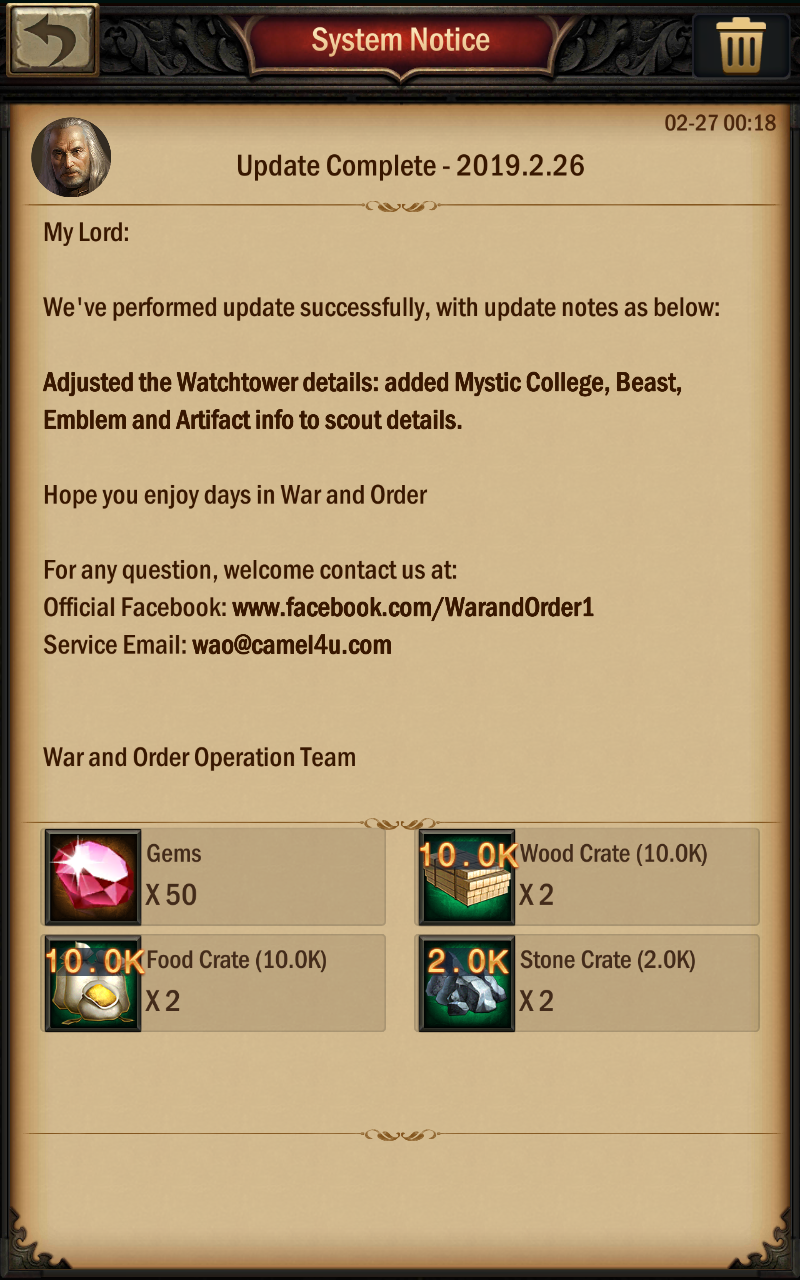 System Notice
02-27 00:18
Update Complete - 2019.2.26
My Lord:
We've performed update successfully, with update notes as below:
Adjusted the Watchtower details: added Mystic College, Beast,
Emblem and Artifact info to scout details.
Hope you enjoy days in War and Order
For any question, welcome contact us at:
Official Facebook: www.facebook.com/WarandOrder1
Service Email: wao@camel4u.com
War and Order Operation Team
Gems
X 50
10.0K
Wood Crate (10.0K)
X 2
10.0K
Food Crate (10.0K)
X 2
2.0K
Stone Crate (2.0K)
X 2